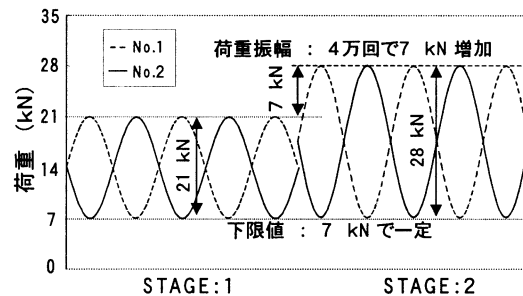 35
28
21
14
7
0
荷重 (kN)
No.1
No.2
荷重振幅 : 4万回で7 kN 増加
7 kN
21 kN
28 kN
下限値 : 7 kN で一定
STAGE:1
STAGE:2